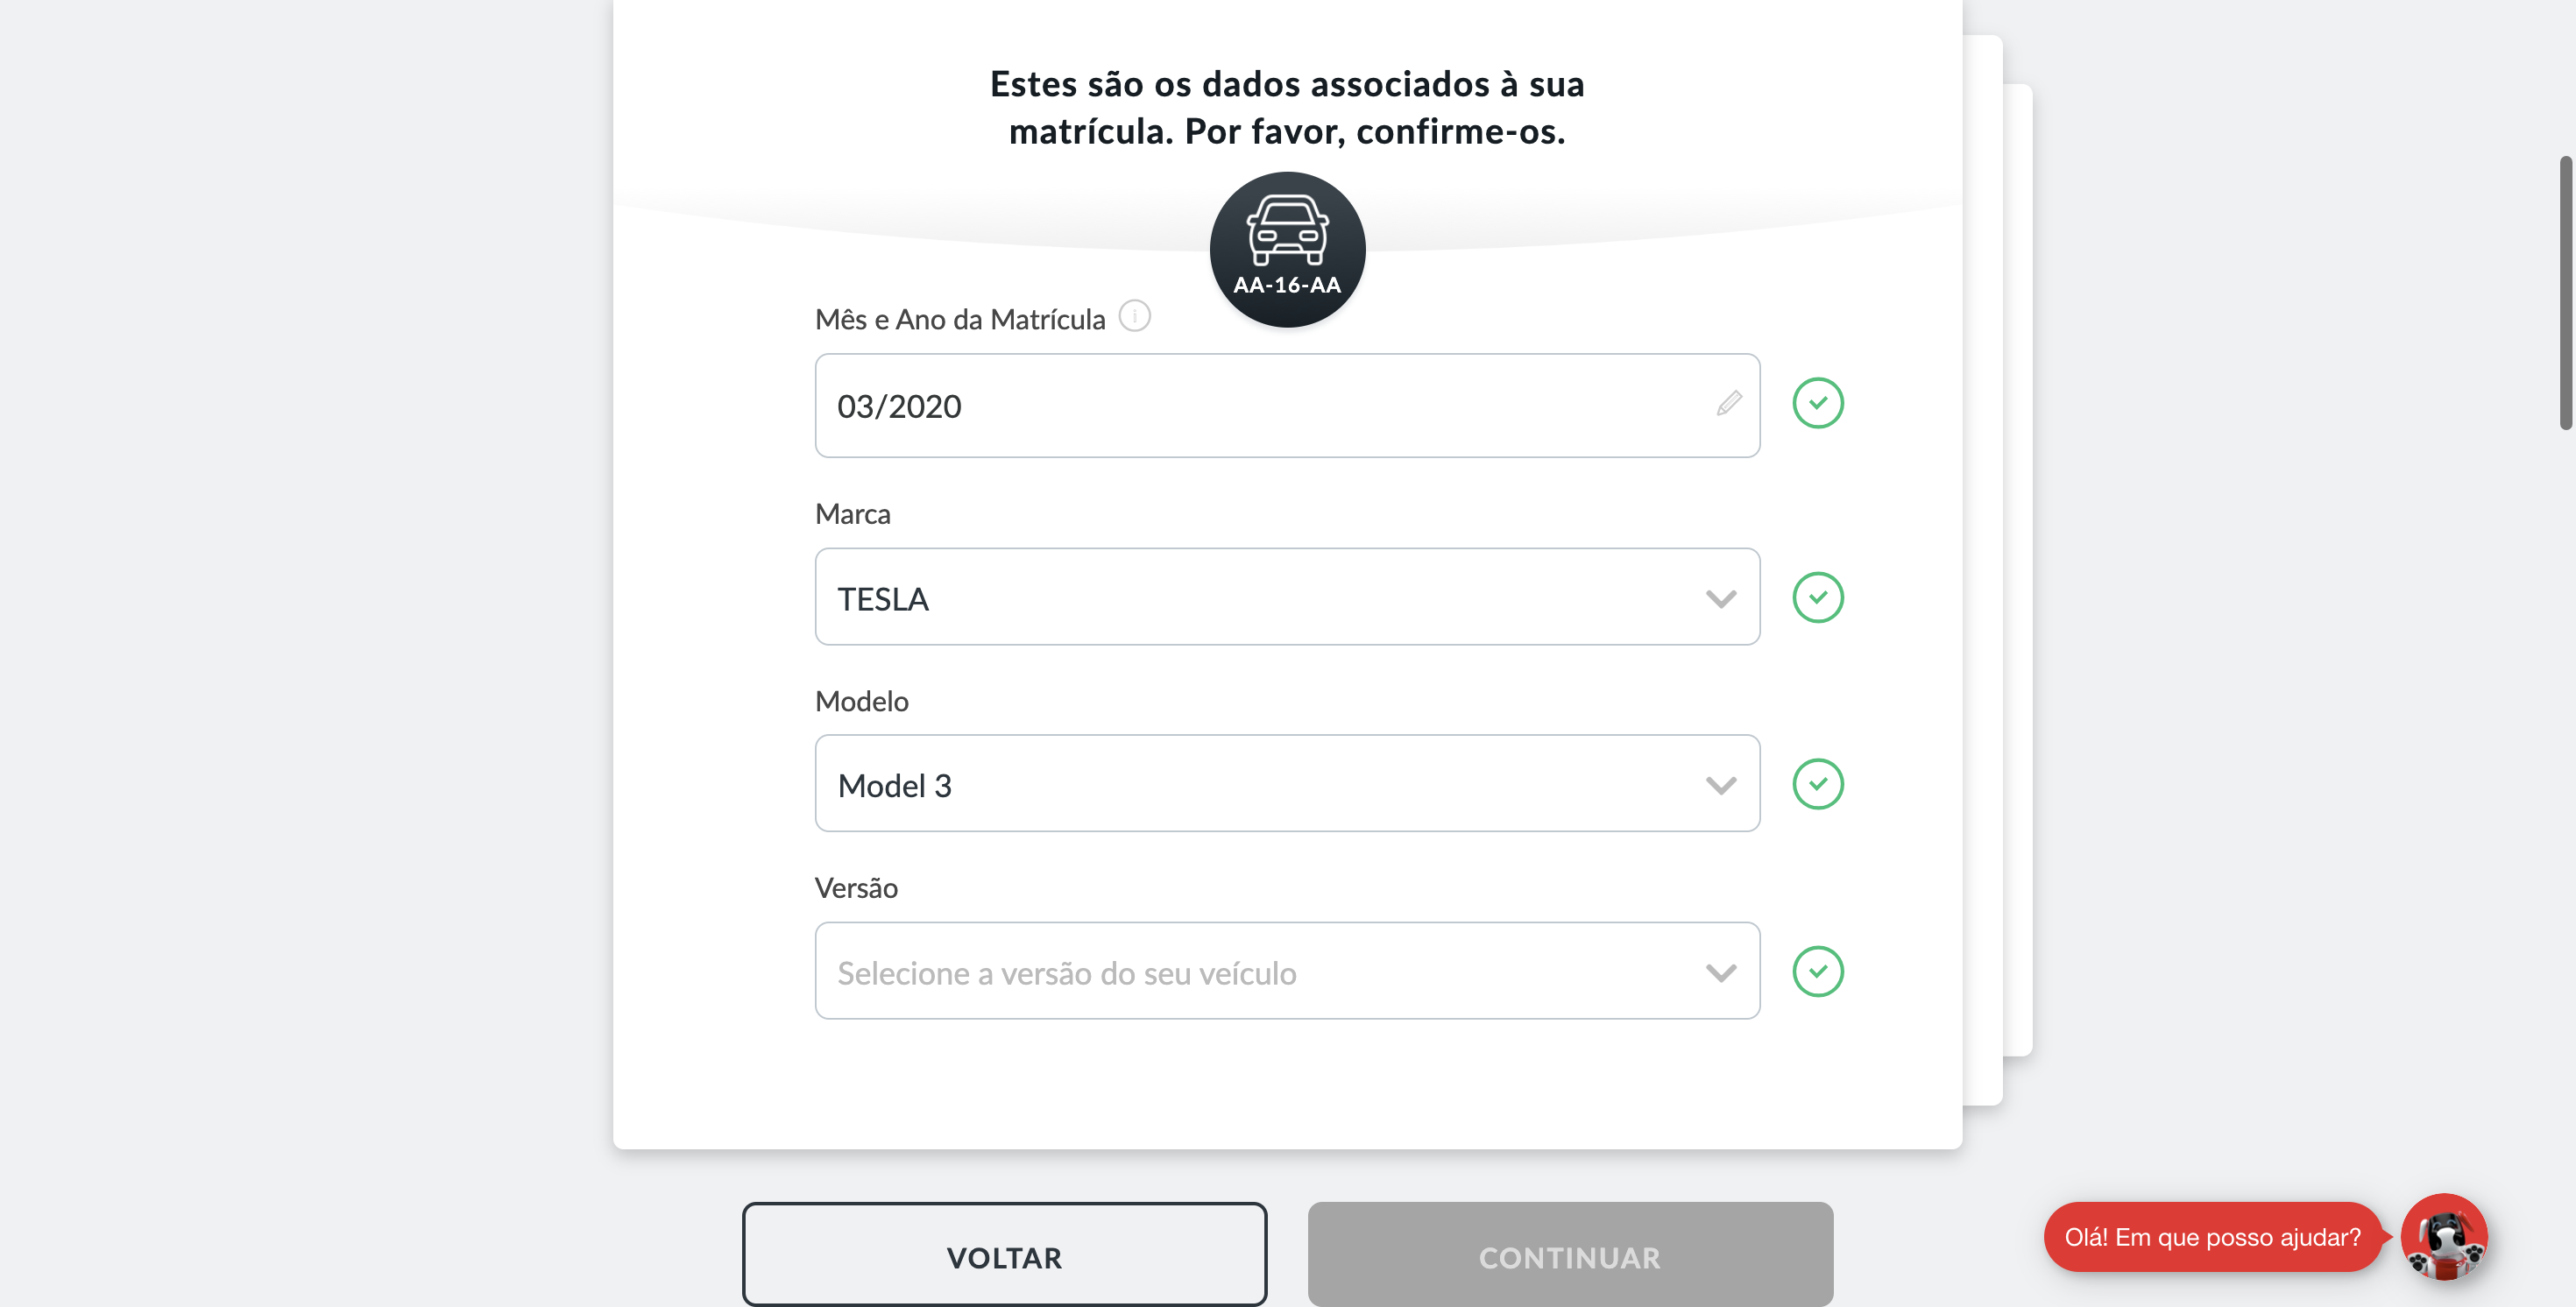 Estes são os dados associados à sua
matrícula. Por favor, confirme-os.
AA-16-AA
Mês e Ano da Matrícula
03/2020
Marca
TESLA
Modelo
Model 3
Versão
Selecione a versão do seu veículo
VOLTAR
CONTINUAR
Olá! Em que posso ajudar?